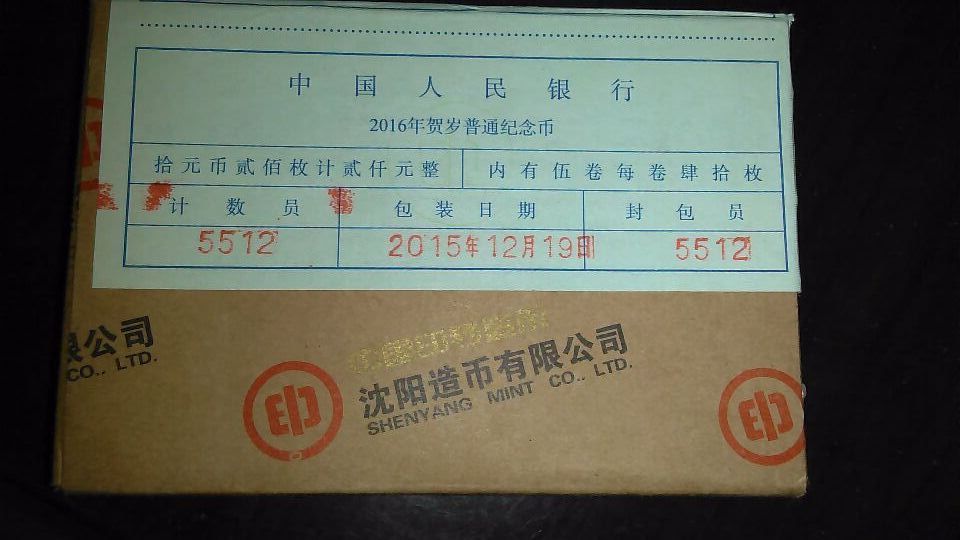 中国人民银行
2016年贺岁普通纪念币
拾元币贰佰枚计贰仟元整 内有伍卷每卷肆拾枚
计数员 包装日期 封包员
5512 2015年12月19日 5512
限公司
CO., LTD.
沈阳造币有限公司
SHENYANG MINT CO., LTD.